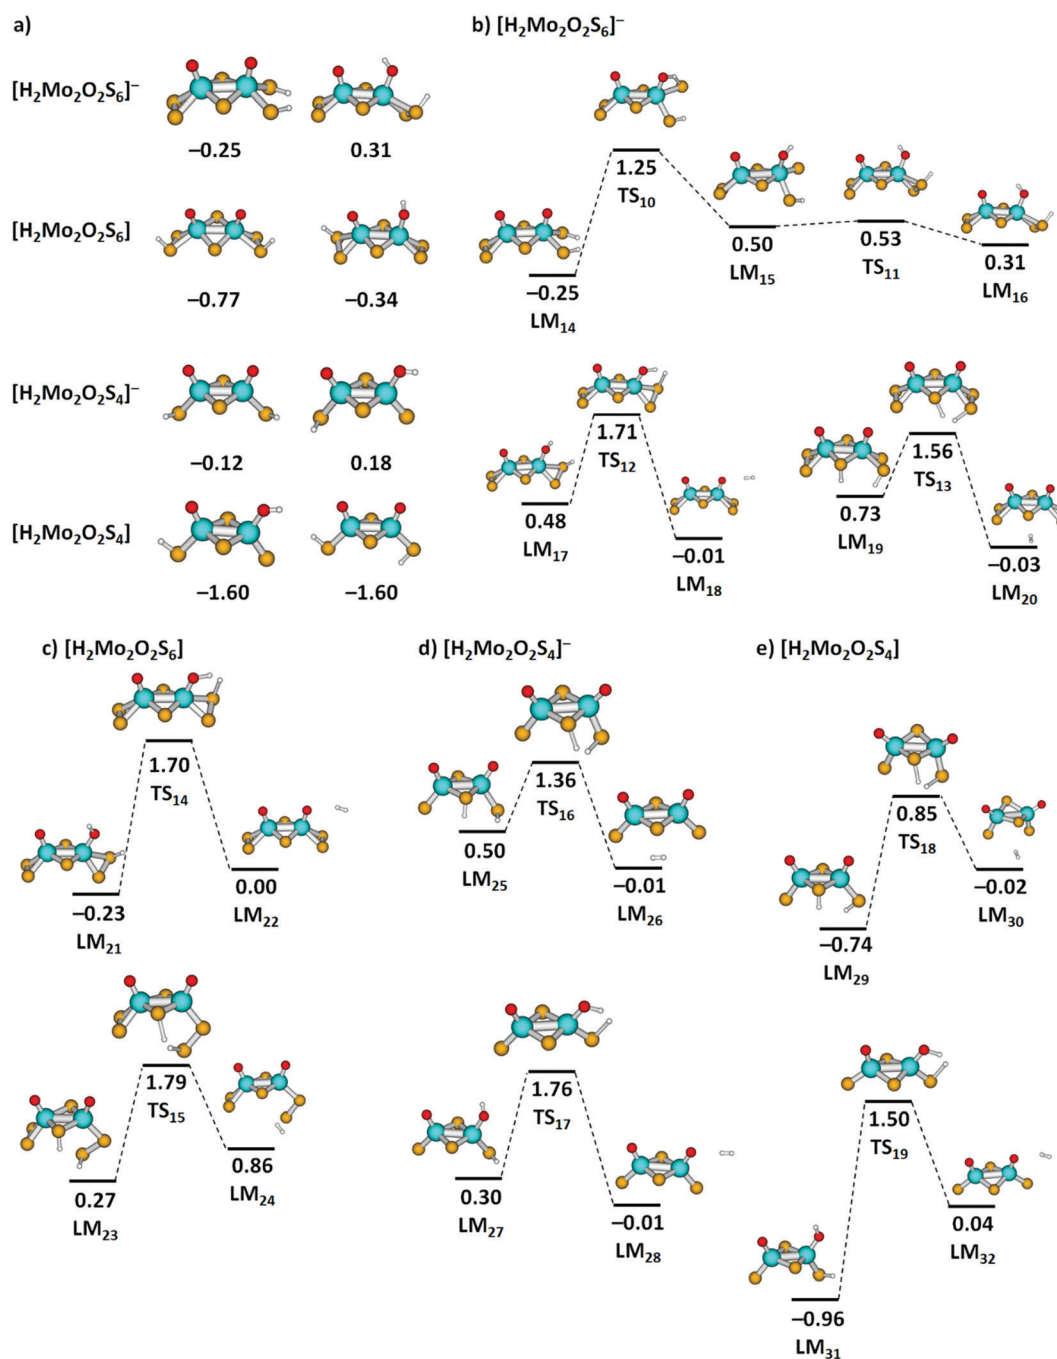 a)
[H₂Mo₂O₂S₆]⁻
−0.25 0.31
[H₂Mo₂O₂S₆]
−0.77 −0.34
[H₂Mo₂O₂S₄]⁻
−0.12 0.18
[H₂Mo₂O₂S₄]
−1.60 −1.60
b) [H₂Mo₂O₂S₆]⁻
1.25
TS₁₀
0.50
LM₁₅
0.53
TS₁₁
0.31
LM₁₆
−0.25
LM₁₄
1.71
TS₁₂
0.48
LM₁₇
−0.01
LM₁₈
1.56
TS₁₃
0.73
LM₁₉
−0.03
LM₂₀
c) [H₂Mo₂O₂S₆]
1.70
TS₁₄
−0.23
LM₂₁
0.00
LM₂₂
1.79
TS₁₅
0.27
LM₂₃
0.86
LM₂₄
d) [H₂Mo₂O₂S₄]⁻
1.36
TS₁₆
0.50
LM₂₅
−0.01
LM₂₆
1.76
TS₁₇
0.30
LM₂₇
−0.01
LM₂₈
e) [H₂Mo₂O₂S₄]
0.85
TS₁₈
−0.74
LM₂₉
−0.02
LM₃₀
1.50
TS₁₉
−0.96
LM₃₁
0.04
LM₃₂